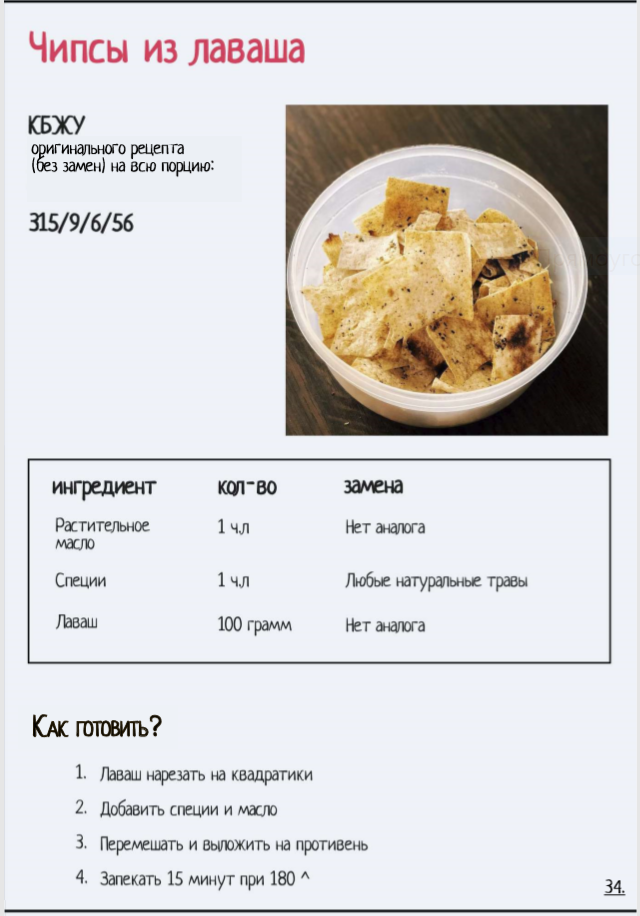 Чипсы из лаваша
КБЖУ
оригинального рецепта
(без замен) на всю порцию:
315/9/6/56
ингредиент кол-во замена
Растительное масло 1 ч.л Нет аналога
Специи 1 ч.л Любые натуральные травы
Лаваш 100 грамм Нет аналога
Как готовить?
1. Лаваш нарезать на квадратики
2. Добавить специи и масло
3. Перемешать и выложить на противень
4. Запекать 15 минут при 180 ^
34.